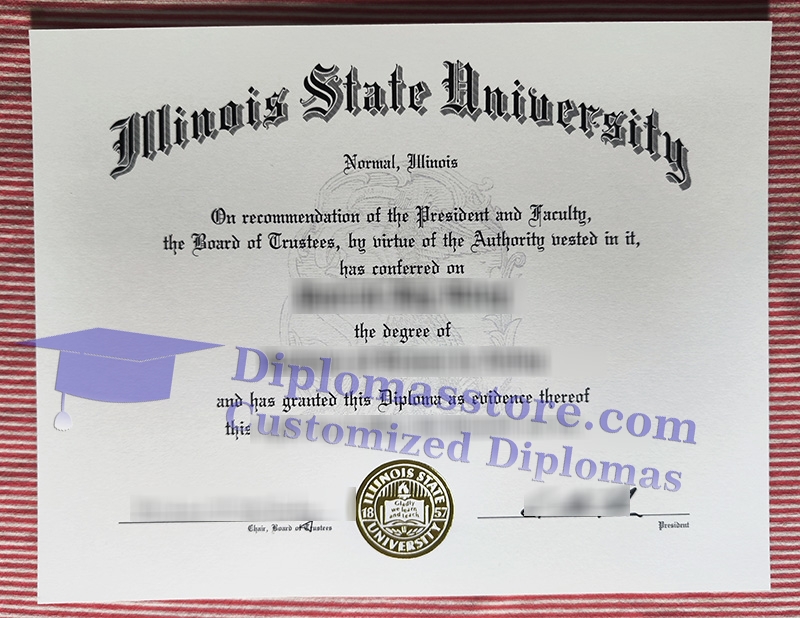 Illinois State University
Normal, Illinois
On recommendation of the President and Faculty,
the Board of Trustees, by virtue of the Authority vested in it,
has conferred on
the degree of
Diplomasstore.com
and has granted this Diploma as evidence thereof
Customized Diplomas
this
ILLINOIS STATE
Gladly
we learn
and teach
18 57
UNIVERSITY
Chair, Board of Trustees
President